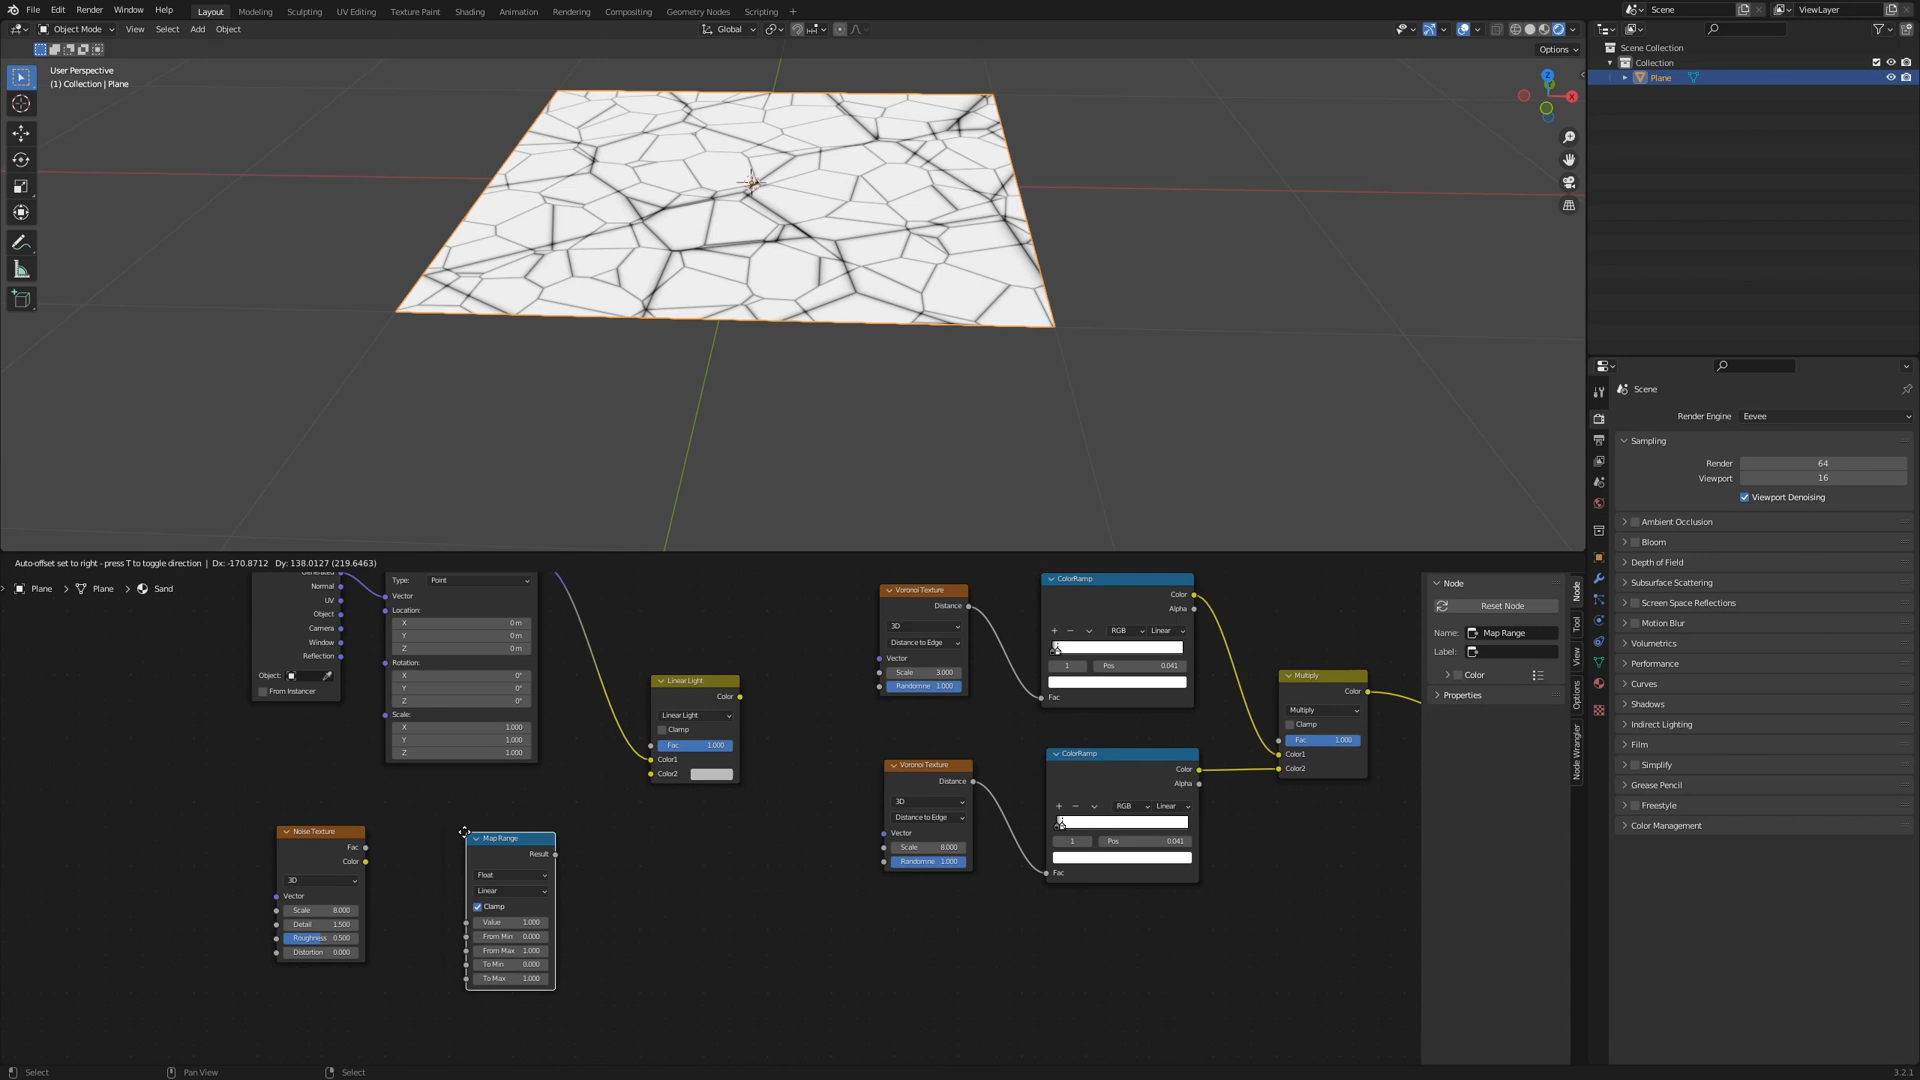 File Edit Render Window Help Layout Modeling Sculpting UV Editing Texture Paint Shading Animation Rendering Compositing Geometry Nodes Scripting + Scene ViewLayer
Object Mode View Select Add Object Global
Options
User Perspective
(1) Collection | Plane
Z
X
Scene Collection
Collection
Plane
Scene
Render Engine Eevee
Sampling
Render 64
Viewport 16
Viewport Denoising
Ambient Occlusion
Bloom
Depth of Field
Subsurface Scattering
Screen Space Reflections
Motion Blur
Volumetrics
Performance
Curves
Shadows
Indirect Lighting
Film
Simplify
Grease Pencil
Freestyle
Color Management
Auto-offset set to right - press T to toggle direction | Dx: -170.8712 Dy: 138.0127 (219.6463)
Plane Plane Sand
Normal
UV
Object
Camera
Window
Reflection
Object:
From Instancer
Type: Point
Vector
Location:
X 0 m
Y 0 m
Z 0 m
Rotation:
X 0°
Y 0°
Z 0°
Scale:
X 1.000
Y 1.000
Z 1.000
Linear Light
Color
Linear Light
Clamp
Fac 1.000
Color1
Color2
Noise Texture
Fac
Color
3D
Vector
Scale 8.000
Detail 1.500
Roughness 0.500
Distortion 0.000
Map Range
Result
Float
Linear
Clamp
Value 1.000
From Min 0.000
From Max 1.000
To Min 0.000
To Max 1.000
Voronoi Texture
Distance
3D
Distance to Edge
Vector
Scale 3.000
Randomne 1.000
ColorRamp
Color
Alpha
+ − RGB Linear
1 Pos 0.041
Fac
Voronoi Texture
Distance
3D
Distance to Edge
Vector
Scale 8.000
Randomne 1.000
ColorRamp
Color
Alpha
+ − RGB Linear
1 Pos 0.041
Fac
Multiply
Color
Multiply
Clamp
Fac 1.000
Color1
Color2
Node
Reset Node
Name: Map Range
Label:
Color
Properties
Node
Tool
View
Options
Node Wrangler
Select Pan View Select 3.2.1